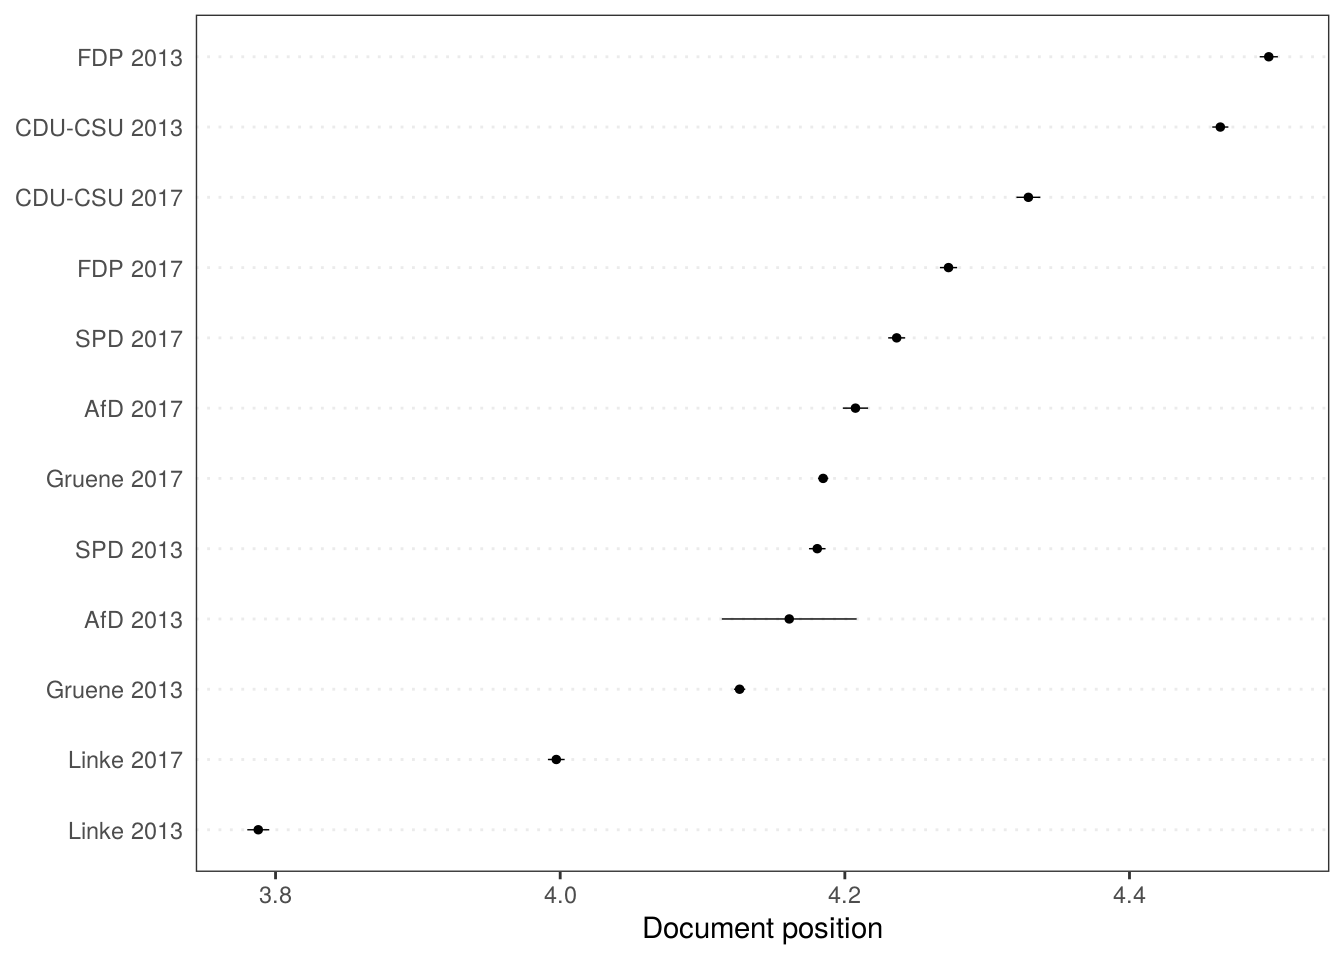 FDP 2013
CDU-CSU 2013
CDU-CSU 2017
FDP 2017
SPD 2017
AfD 2017
Gruene 2017
SPD 2013
AfD 2013
Gruene 2013
Linke 2017
Linke 2013
3.8 4.0 4.2 4.4
Document position